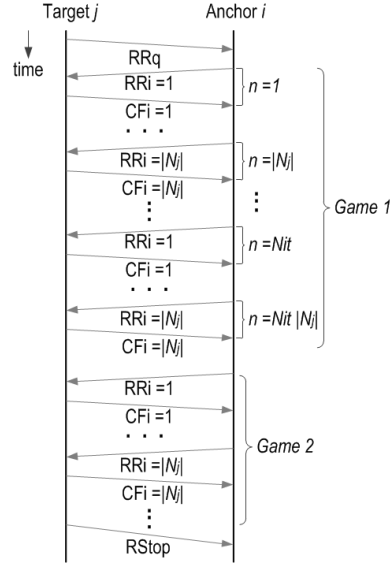 Target j Anchor i
time
RRq
RRi =1
n =1
CFi =1
. . .
RRi =|Nj|
n =|Nj|
CFi =|Nj|
⋮ ⋮
Game 1
RRi =1
n =Nit
CFi =1
. . .
RRi =|Nj|
n =Nit |Nj|
CFi =|Nj|
RRi =1
CFi =1
. . .
Game 2
RRi =|Nj|
CFi =|Nj|
⋮
RStop